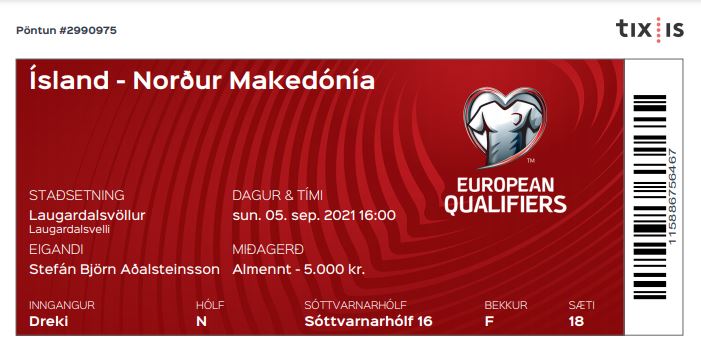 Pöntun #2990975
tix is
Ísland - Norður Makedónía
TM
EUROPEAN
QUALIFIERS
STAÐSETNING
Laugardalsvöllur
Laugardalsvelli
DAGUR & TÍMI
sun. 05. sep. 2021 16:00
EIGANDI
Stefán Björn Aðalsteinsson
MIÐAGERÐ
Almennt - 5.000 kr.
INNGANGUR
Dreki
HÓLF
N
SÓTTVARNARHÓLF
Sóttvarnarhólf 16
BEKKUR
F
SÆTI
18
115886756467